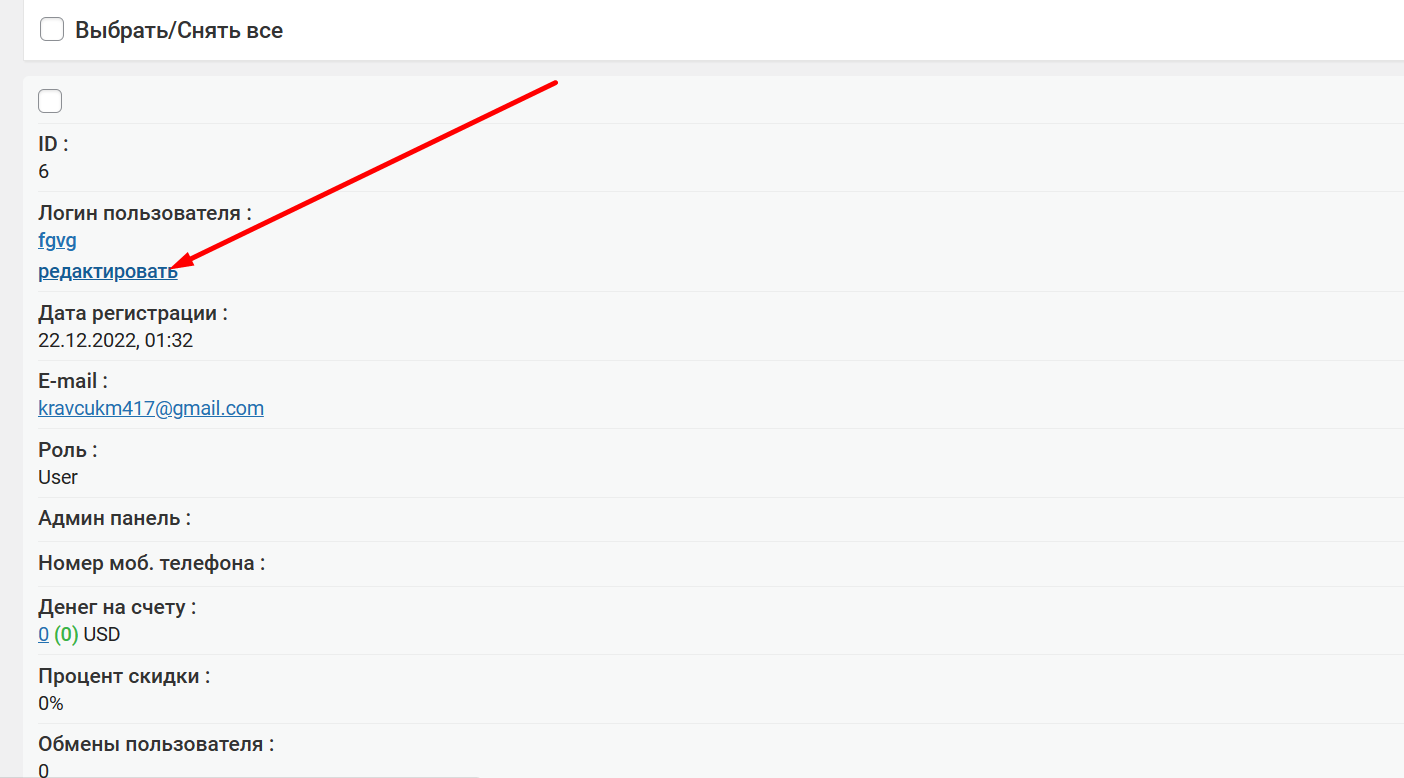 Выбрать/Снять все
ID :
6
Логин пользователя :
fgvg
редактировать
Дата регистрации :
22.12.2022, 01:32
E-mail :
kravcukm417@gmail.com
Роль :
User
Админ панель :
Номер моб. телефона :
Денег на счету :
0 (0) USD
Процент скидки :
0%
Обмены пользователя :
0